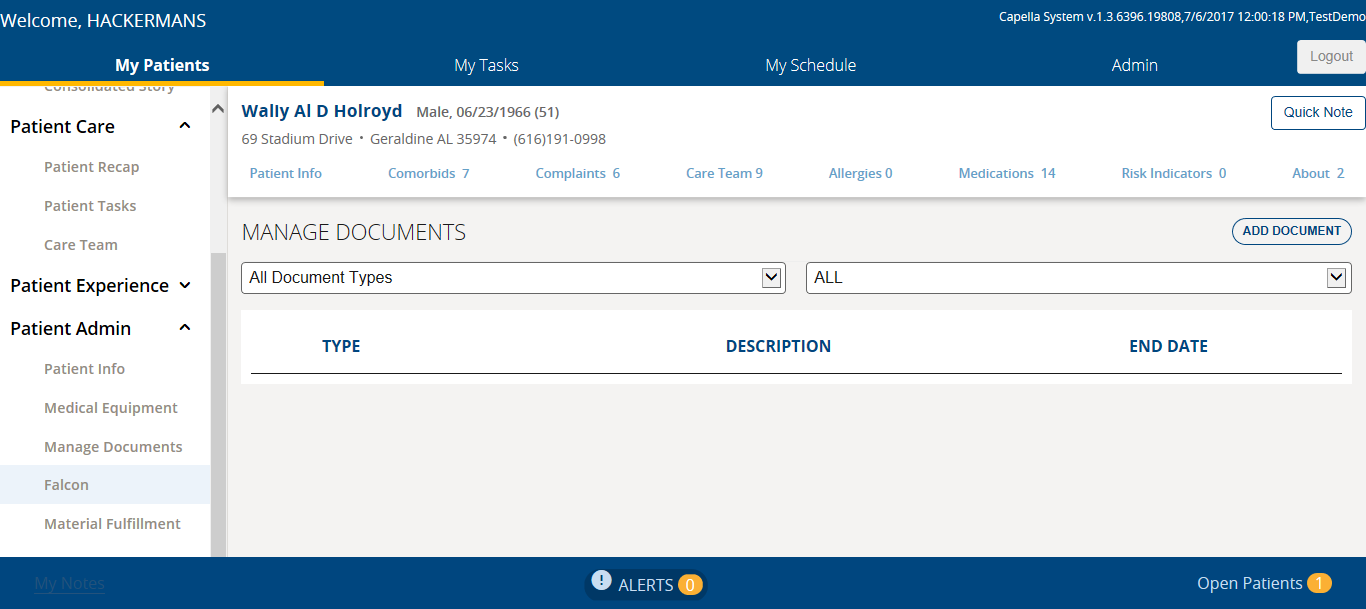 Welcome, HACKERMANS
Capella System v.1.3.6396.19808,7/6/2017 12:00:18 PM,TestDemo
My Patients
My Tasks
My Schedule
Admin
Logout
Consolidated Story
Patient Care
Patient Recap
Patient Tasks
Care Team
Patient Experience
Patient Admin
Patient Info
Medical Equipment
Manage Documents
Falcon
Material Fulfillment
Wally Al D Holroyd Male, 06/23/1966 (51)
Quick Note
69 Stadium Drive • Geraldine AL 35974 • (616)191-0998
Patient Info Comorbids 7 Complaints 6 Care Team 9 Allergies 0 Medications 14 Risk Indicators 0 About 2
MANAGE DOCUMENTS
ADD DOCUMENT
All Document Types
ALL
TYPE DESCRIPTION END DATE
My Notes
! ALERTS 0
Open Patients 1